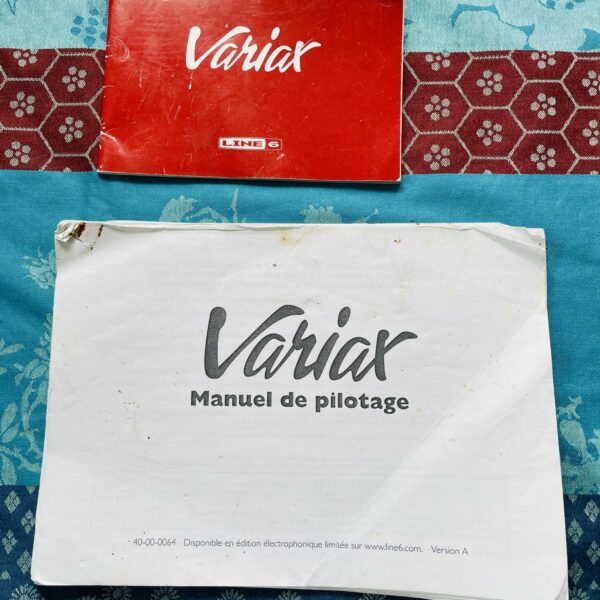 Variax
LINE 6
Variax
Manuel de pilotage
40-00-0064 Disponible en édition électrophonique limitée sur www.line6.com. Version A